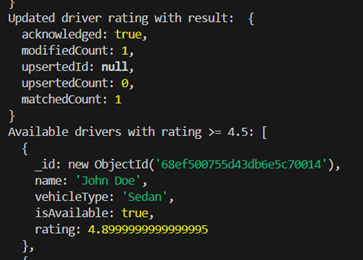 }
Updated driver rating with result:  {
  acknowledged: true,
  modifiedCount: 1,
  upsertedId: null,
  upsertedCount: 0,
  matchedCount: 1
}
Available drivers with rating >= 4.5: [
  {
    _id: new ObjectId('68ef500755d43db6e5c70014'),
    name: 'John Doe',
    vehicleType: 'Sedan',
    isAvailable: true,
    rating: 4.8999999999999995
  },
  {